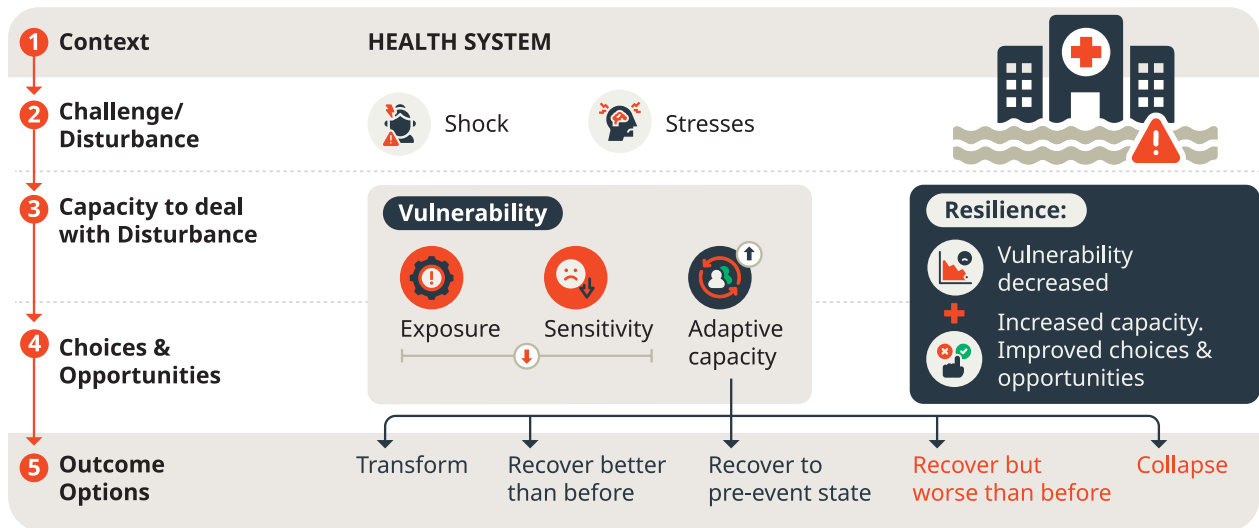 1 Context
HEALTH SYSTEM
2 Challenge/
Disturbance
Shock
Stresses
3 Capacity to deal
with Disturbance
Vulnerability
Exposure
Sensitivity
Adaptive
capacity
Resilience:
Vulnerability
decreased
Increased capacity.
Improved choices &
opportunities
4 Choices &
Opportunities
5 Outcome
Options
Transform
Recover better
than before
Recover to
pre-event state
Recover but
worse than before
Collapse